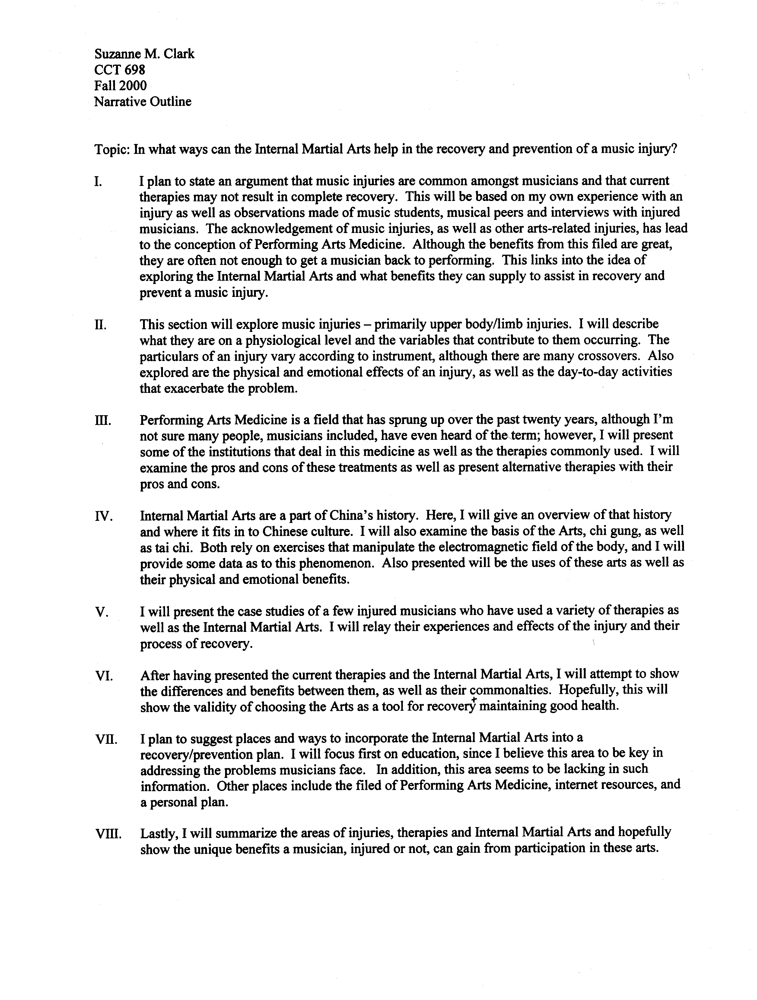 Suzanne M. Clark
CCT 698
Fall 2000
Narrative Outline
Topic: In what ways can the Internal Martial Arts help in the recovery and prevention of a music injury?
I. I plan to state an argument that music injuries are common amongst musicians and that current
therapies may not result in complete recovery. This will be based on my own experience with an
injury as well as observations made of music students, musical peers and interviews with injured
musicians. The acknowledgement of music injuries, as well as other arts-related injuries, has lead
to the conception of Performing Arts Medicine. Although the benefits from this filed are great,
they are often not enough to get a musician back to performing. This links into the idea of
exploring the Internal Martial Arts and what benefits they can supply to assist in recovery and
prevent a music injury.
II. This section will explore music injuries – primarily upper body/limb injuries. I will describe
what they are on a physiological level and the variables that contribute to them occurring. The
particulars of an injury vary according to instrument, although there are many crossovers. Also
explored are the physical and emotional effects of an injury, as well as the day-to-day activities
that exacerbate the problem.
III. Performing Arts Medicine is a field that has sprung up over the past twenty years, although I'm
not sure many people, musicians included, have even heard of the term; however, I will present
some of the institutions that deal in this medicine as well as the therapies commonly used. I will
examine the pros and cons of these treatments as well as present alternative therapies with their
pros and cons.
IV. Internal Martial Arts are a part of China's history. Here, I will give an overview of that history
and where it fits in to Chinese culture. I will also examine the basis of the Arts, chi gung, as well
as tai chi. Both rely on exercises that manipulate the electromagnetic field of the body, and I will
provide some data as to this phenomenon. Also presented will be the uses of these arts as well as
their physical and emotional benefits.
V. I will present the case studies of a few injured musicians who have used a variety of therapies as
well as the Internal Martial Arts. I will relay their experiences and effects of the injury and their
process of recovery.
VI. After having presented the current therapies and the Internal Martial Arts, I will attempt to show
the differences and benefits between them, as well as their commonalties. Hopefully, this will
show the validity of choosing the Arts as a tool for recovery + maintaining good health.
VII. I plan to suggest places and ways to incorporate the Internal Martial Arts into a
recovery/prevention plan. I will focus first on education, since I believe this area to be key in
addressing the problems musicians face. In addition, this area seems to be lacking in such
information. Other places include the filed of Performing Arts Medicine, internet resources, and
a personal plan.
VIII. Lastly, I will summarize the areas of injuries, therapies and Internal Martial Arts and hopefully
show the unique benefits a musician, injured or not, can gain from participation in these arts.